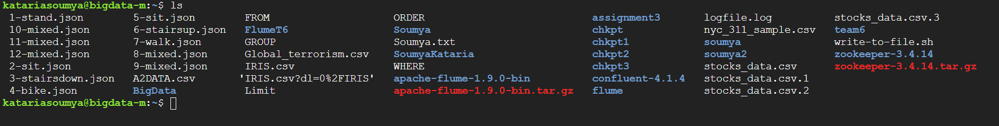 katariasoumya@bigdata-m:~$ ls
1-stand.json 5-sit.json FROM ORDER assignment3 logfile.log stocks_data.csv.3
10-mixed.json 6-stairsup.json FlumeT6 Soumya chkpt nyc_311_sample.csv team6
11-mixed.json 7-walk.json GROUP Soumya.txt chkpt1 soumya write-to-file.sh
12-mixed.json 8-mixed.json Global_terrorism.csv SoumyaKataria chkpt2 soumya2 zookeeper-3.4.14
2-sit.json 9-mixed.json IRIS.csv WHERE chkpt3 stocks_data.csv zookeeper-3.4.14.tar.gz
3-stairsdown.json A2DATA.csv 'IRIS.csv?dl=0%2FIRIS' apache-flume-1.9.0-bin confluent-4.1.4 stocks_data.csv.1
4-bike.json BigData Limit apache-flume-1.9.0-bin.tar.gz flume stocks_data.csv.2
katariasoumya@bigdata-m:~$